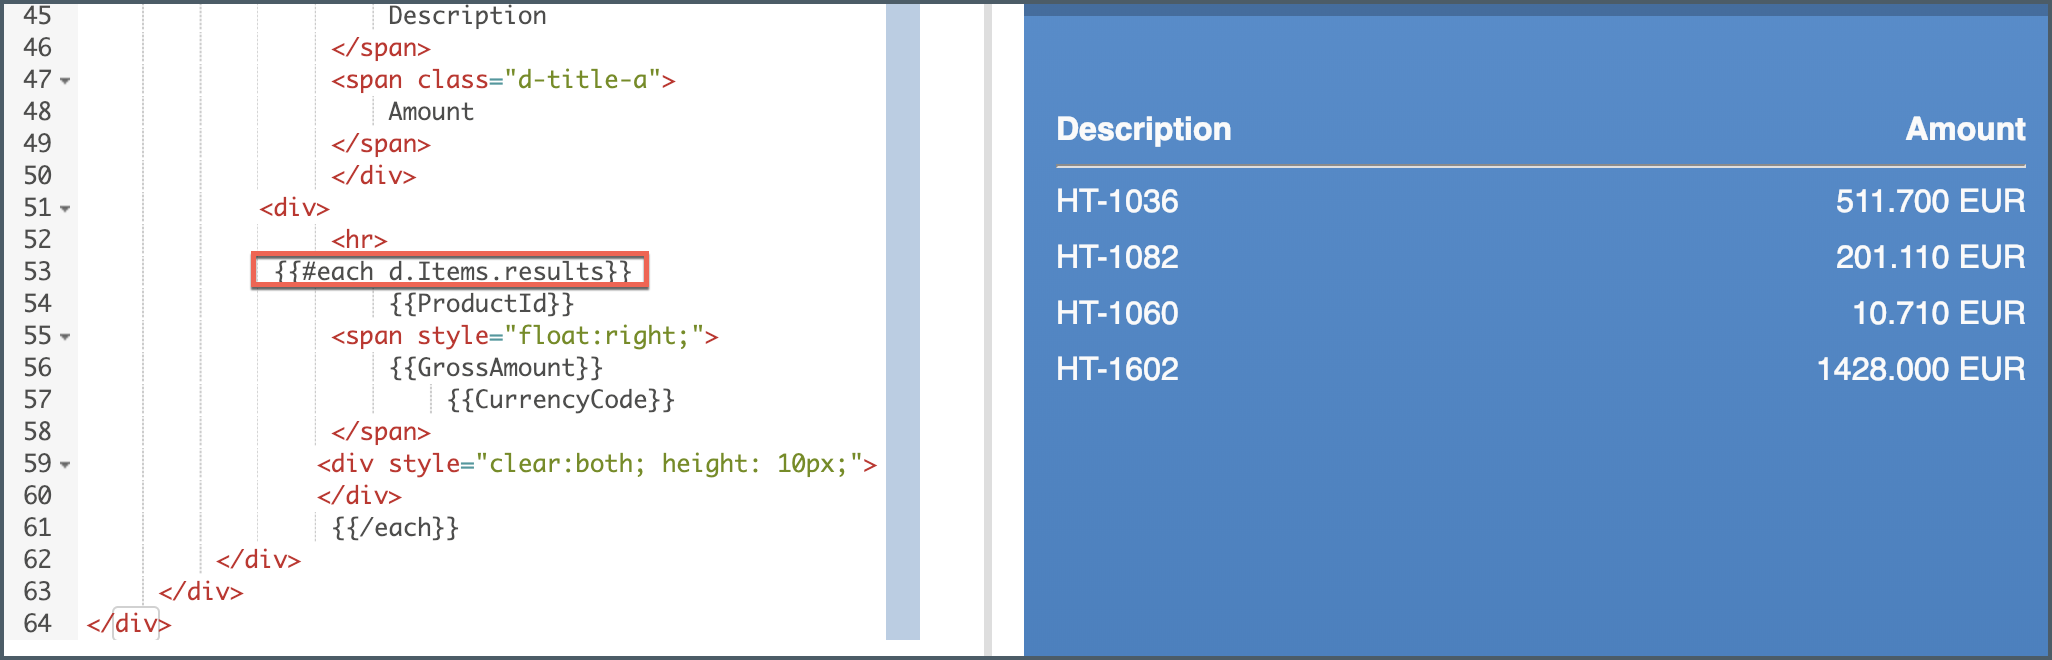 45 Description
46 </span>
47 <span class="d-title-a">
48 Amount
49 </span>
50 </div>
51 <div>
52 <hr>
53 {{#each d.Items.results}}
54 {{ProductId}}
55 <span style="float:right;">
56 {{GrossAmount}}
57 {{CurrencyCode}}
58 </span>
59 <div style="clear:both; height: 10px;">
60 </div>
61 {{/each}}
62 </div>
63 </div>
64 </div>
Description Amount
HT-1036 511.700 EUR
HT-1082 201.110 EUR
HT-1060 10.710 EUR
HT-1602 1428.000 EUR